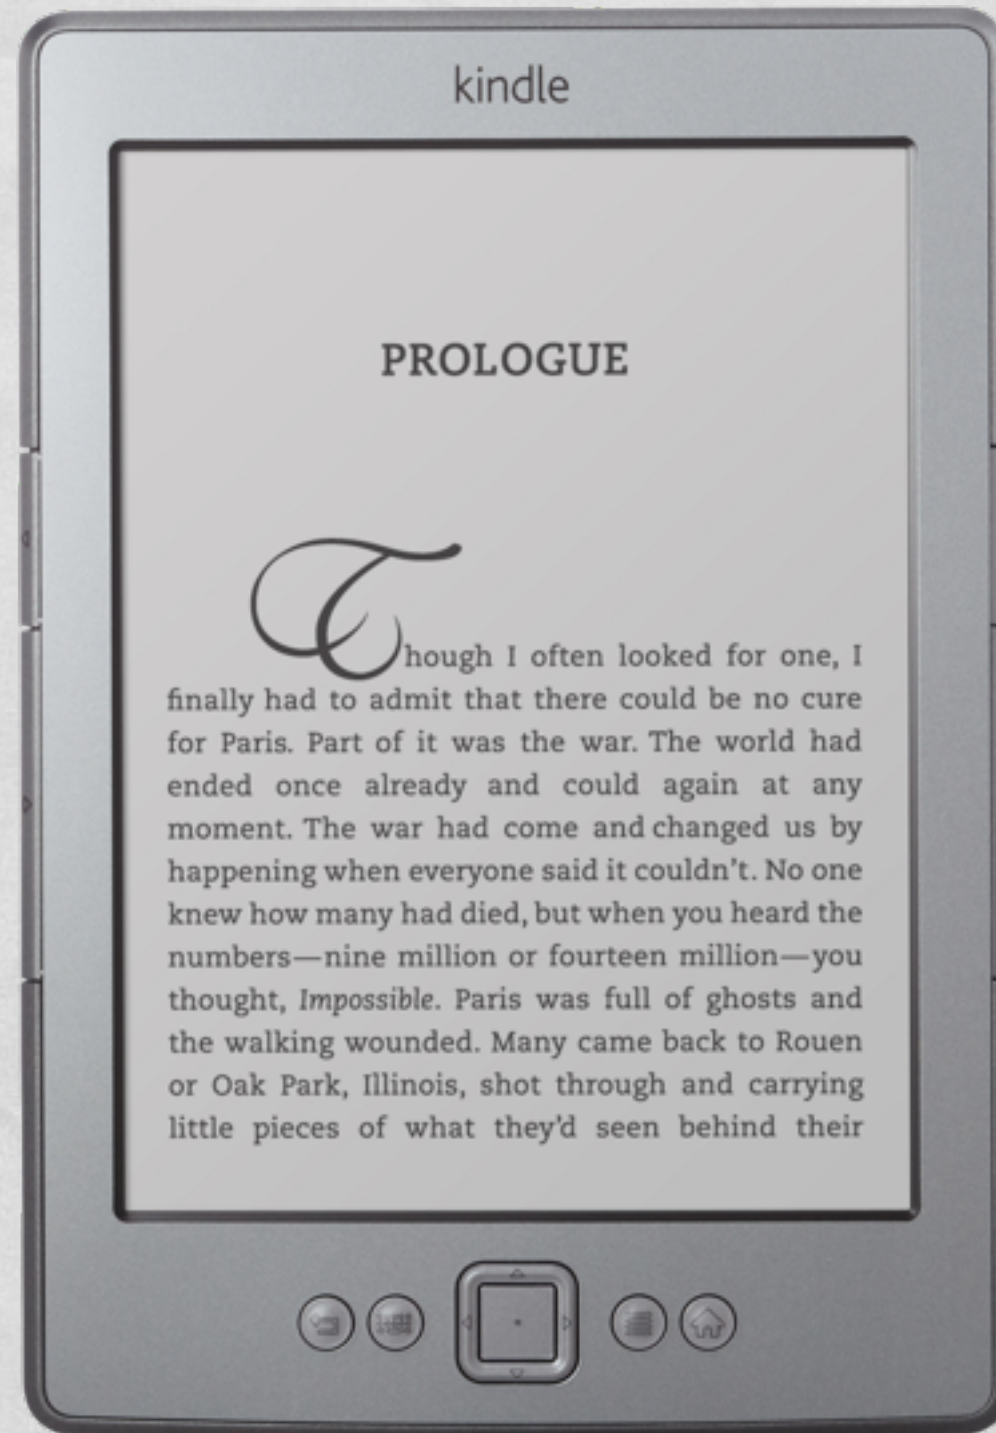 kindle
PROLOGUE
Though I often looked for one, I
finally had to admit that there could be no cure
for Paris. Part of it was the war. The world had
ended once already and could again at any
moment. The war had come and changed us by
happening when everyone said it couldn't. No one
knew how many had died, but when you heard the
numbers—nine million or fourteen million—you
thought, Impossible. Paris was full of ghosts and
the walking wounded. Many came back to Rouen
or Oak Park, Illinois, shot through and carrying
little pieces of what they'd seen behind their